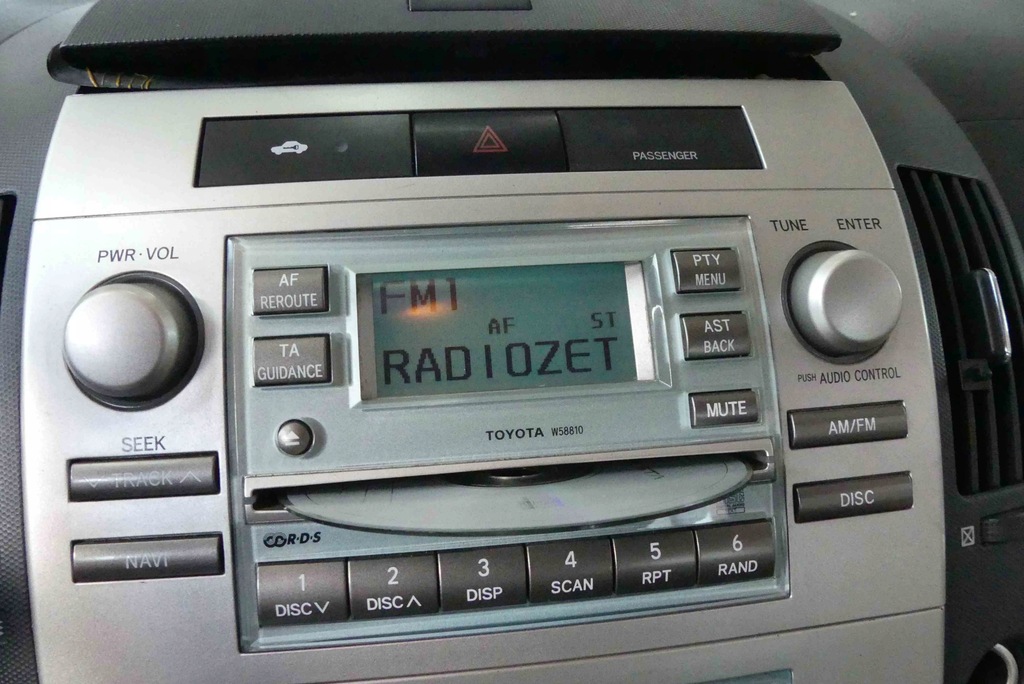 PASSENGER
PWR·VOL
TUNE ENTER
AF
REROUTE
FM1
AF ST
RADIOZET
PTY
MENU
TA
GUIDANCE
AST
BACK
PUSH AUDIO CONTROL
MUTE
TOYOTA W58810
AM/FM
SEEK
∨ TRACK ∧
DISC
NAVI
CD R·D·S
1
DISC ∨
2
DISC ∧
3
DISP
4
SCAN
5
RPT
6
RAND